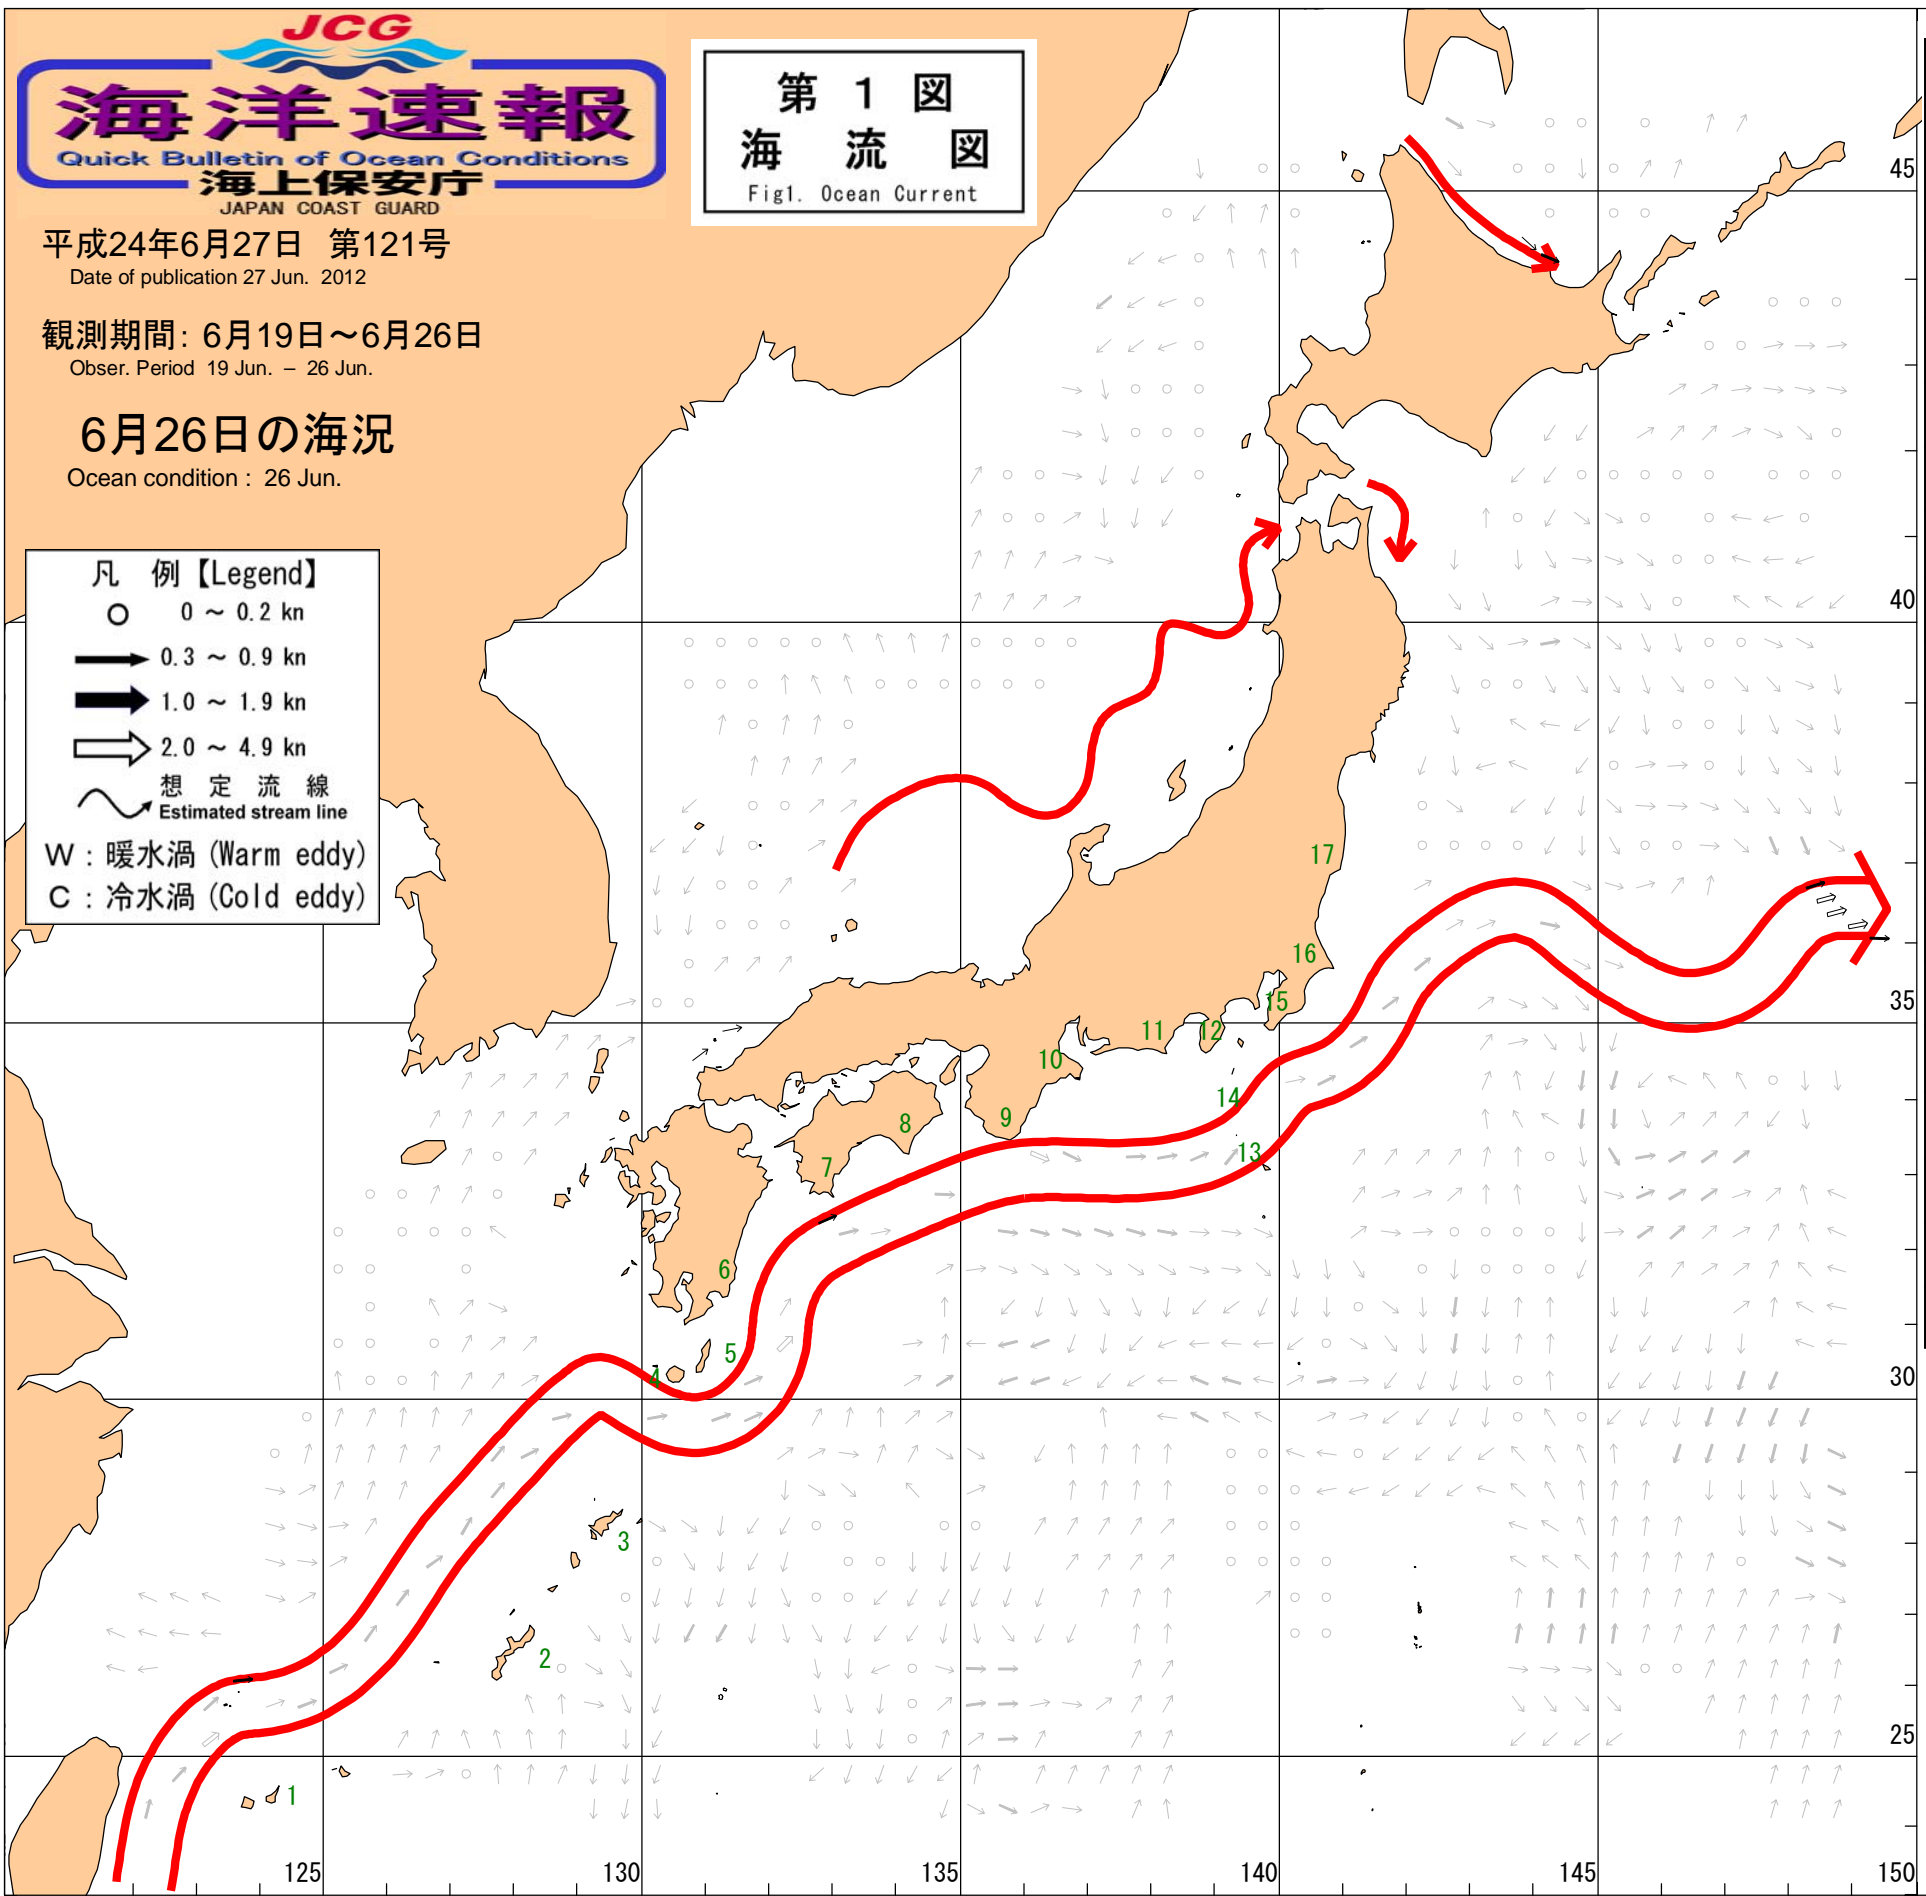 JCG
海洋速報
Quick Bulletin of Ocean Conditions
海上保安庁
JAPAN COAST GUARD
平成24年6月27日 第121号
Date of publication 27 Jun. 2012
観測期間: 6月19日～6月26日
Obser. Period 19 Jun. – 26 Jun.
6月26日の海況
Ocean condition : 26 Jun.
第 1 図
海 流 図
Fig1. Ocean Current
凡 例【Legend】
0 ～ 0.2 kn
0.3 ～ 0.9 kn
1.0 ～ 1.9 kn
2.0 ～ 4.9 kn
想 定 流 線
Estimated stream line
W : 暖水渦 (Warm eddy)
C : 冷水渦 (Cold eddy)
45
40
17
16
35
15
11
12
10
14
9
8
13
7
6
5
4
30
3
2
25
1
125
130
135
140
145
150